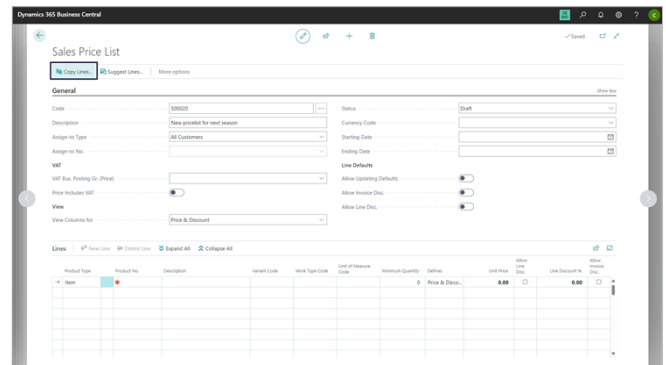 Dynamics 365 Business Central
Saved
Sales Price List
Copy Lines... Suggest Lines... More options
General Show less
Code S00020 Status Draft
Description New pricelist for next season Currency Code
Assign-to Type All Customers Starting Date
Assign-to No. Ending Date
VAT Line Defaults
VAT Bus. Posting Gr. (Price) Allow Updating Defaults
Price Includes VAT Allow Invoice Disc.
View Allow Line Disc.
View Columns for Price & Discount
Lines New Line Delete Line Expand All Collapse All
Product Type Product No. Description Variant Code Work Type Code Unit of Measure Code Minimum Quantity Defines Unit Price Allow Line Disc. Line Discount % Allow Invoice Disc.
Item * 0 Price & Disco... 0.00 0.00